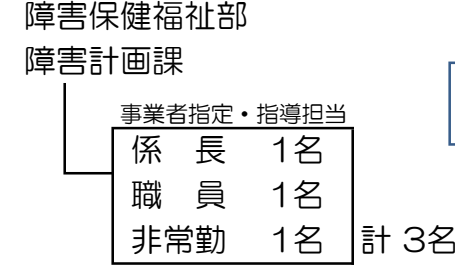 障害保健福祉部
障害計画課
事業者指定・指導担当
係　長　1名
職　員　1名
非常勤　1名　計 3名